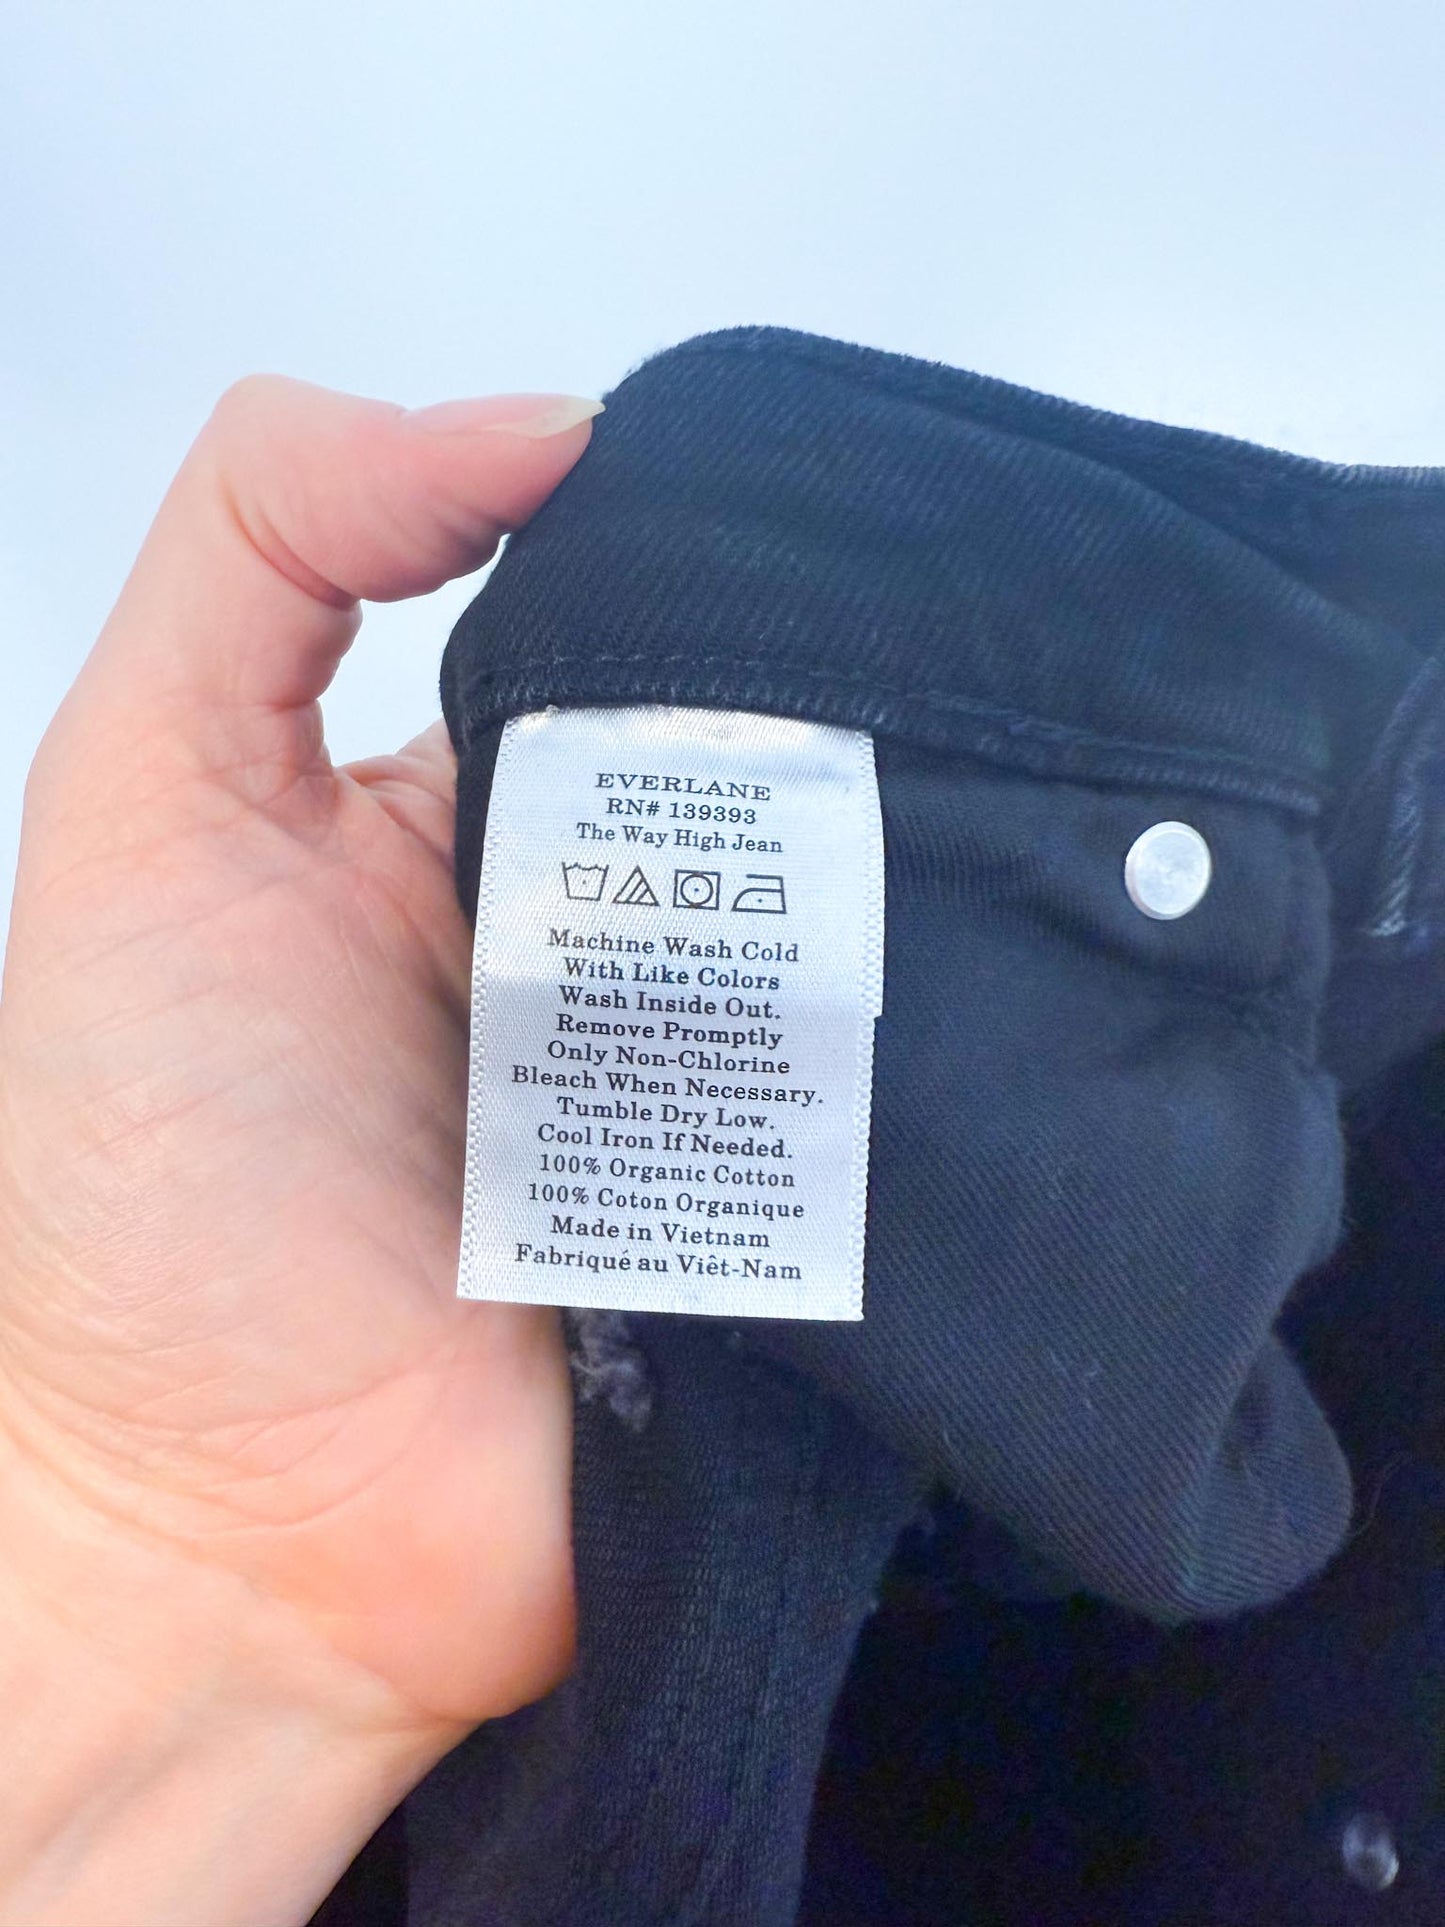 EVERLANE
RN# 139393
The Way High Jean
Machine Wash Cold
With Like Colors
Wash Inside Out.
Remove Promptly
Only Non-Chlorine
Bleach When Necessary.
Tumble Dry Low.
Cool Iron If Needed.
100% Organic Cotton
100% Coton Organique
Made in Vietnam
Fabriqué au Viêt-Nam